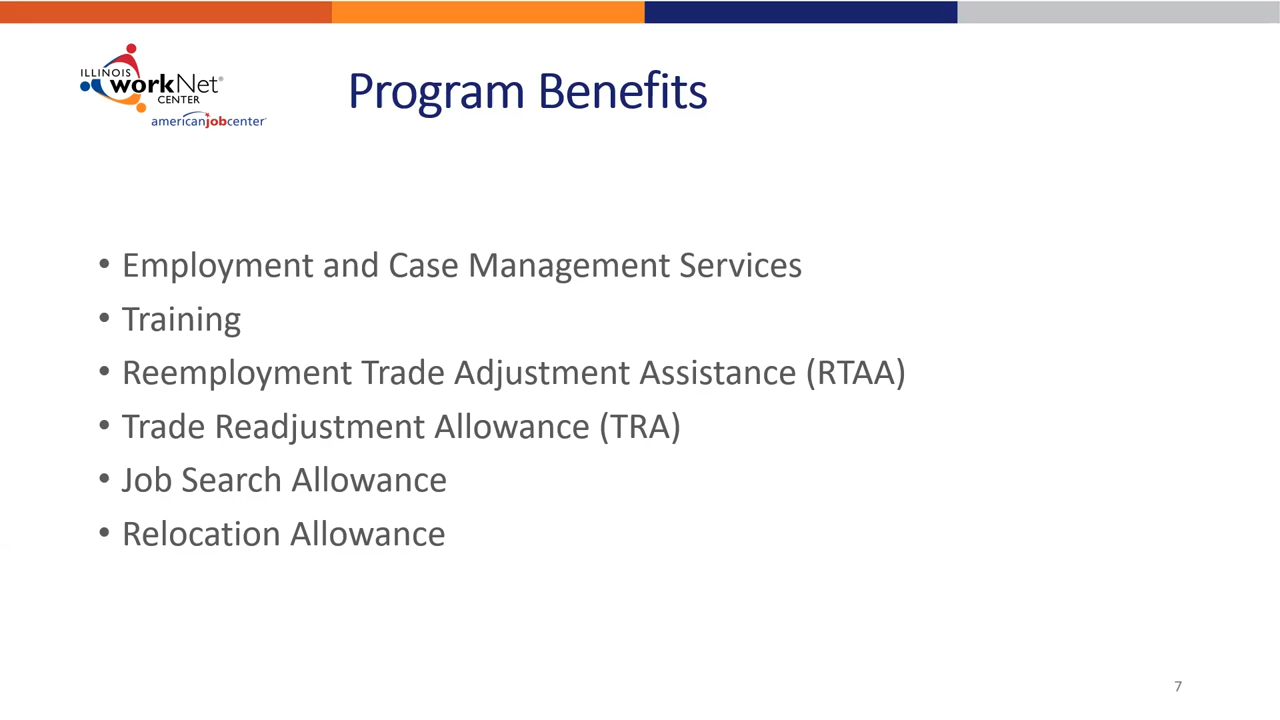 ILLINOIS
workNet®
CENTER
americanjobcenter
Program Benefits
• Employment and Case Management Services
• Training
• Reemployment Trade Adjustment Assistance (RTAA)
• Trade Readjustment Allowance (TRA)
• Job Search Allowance
• Relocation Allowance
7